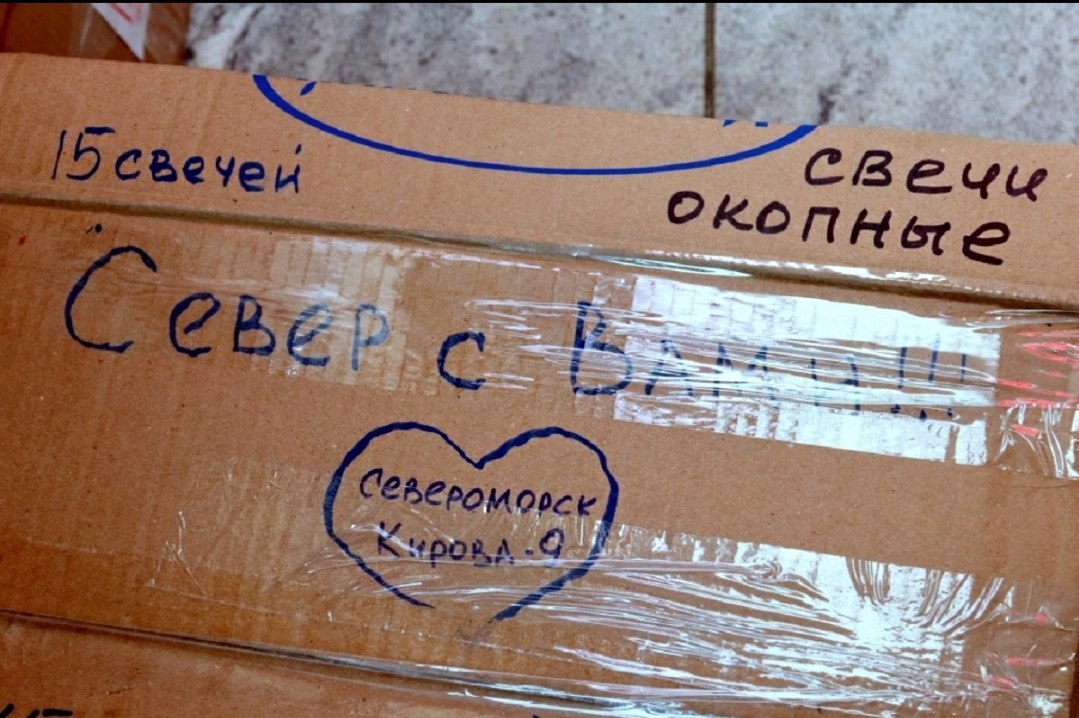 15 свечей
свечи
окопные
Север с Вами!!!
Североморск
Кирова-9